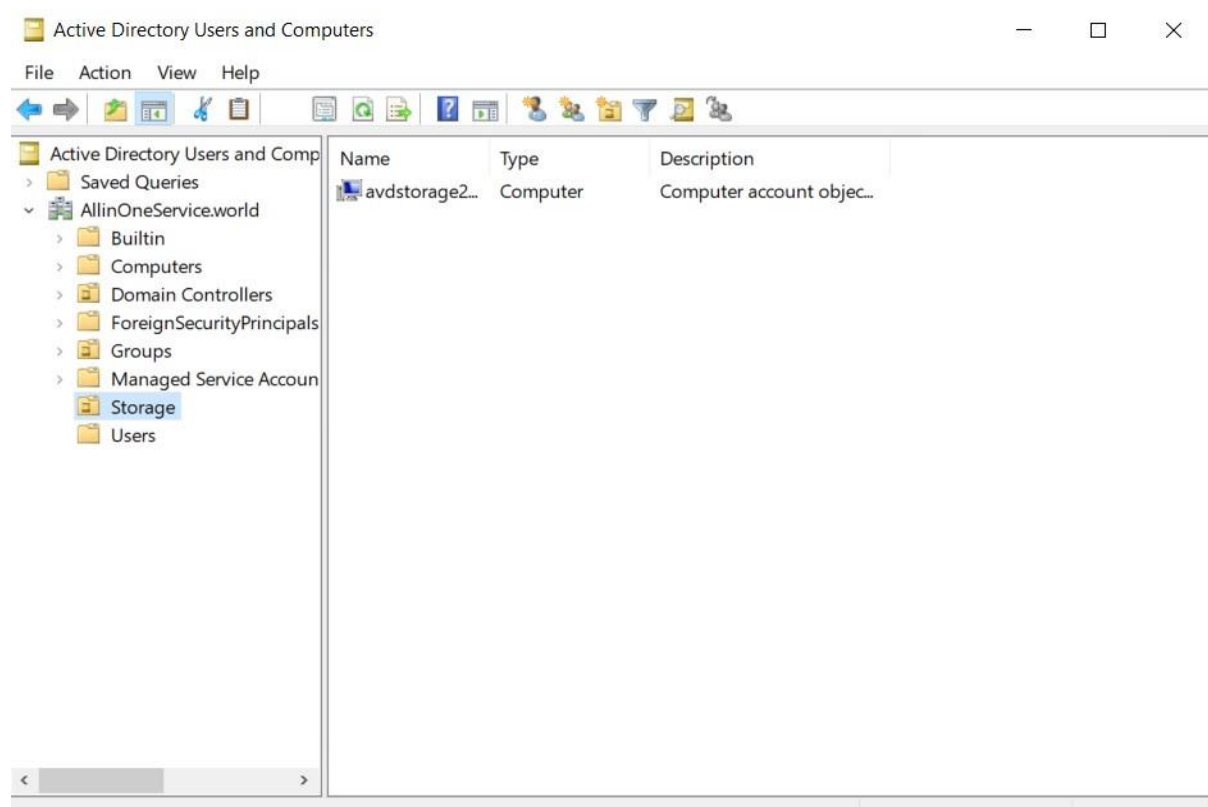 Active Directory Users and Computers
File Action View Help
Active Directory Users and Comp
Saved Queries
AllinOneService.world
Builtin
Computers
Domain Controllers
ForeignSecurityPrincipals
Groups
Managed Service Accoun
Storage
Users
Name Type Description
avdstorage2... Computer Computer account objec...